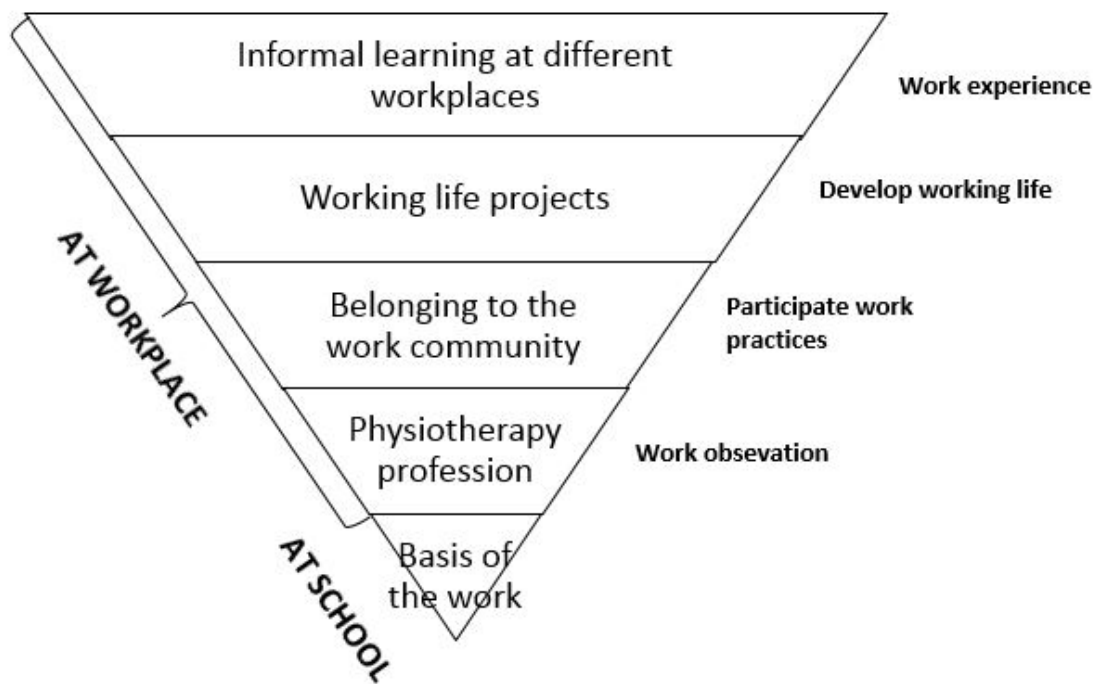 Informal learning at different
workplaces
Work experience
Working life projects
Develop working life
Belonging to the
work community
Participate work
practices
Physiotherapy
profession
Work obsevation
Basis of
the work
AT WORKPLACE
AT SCHOOL